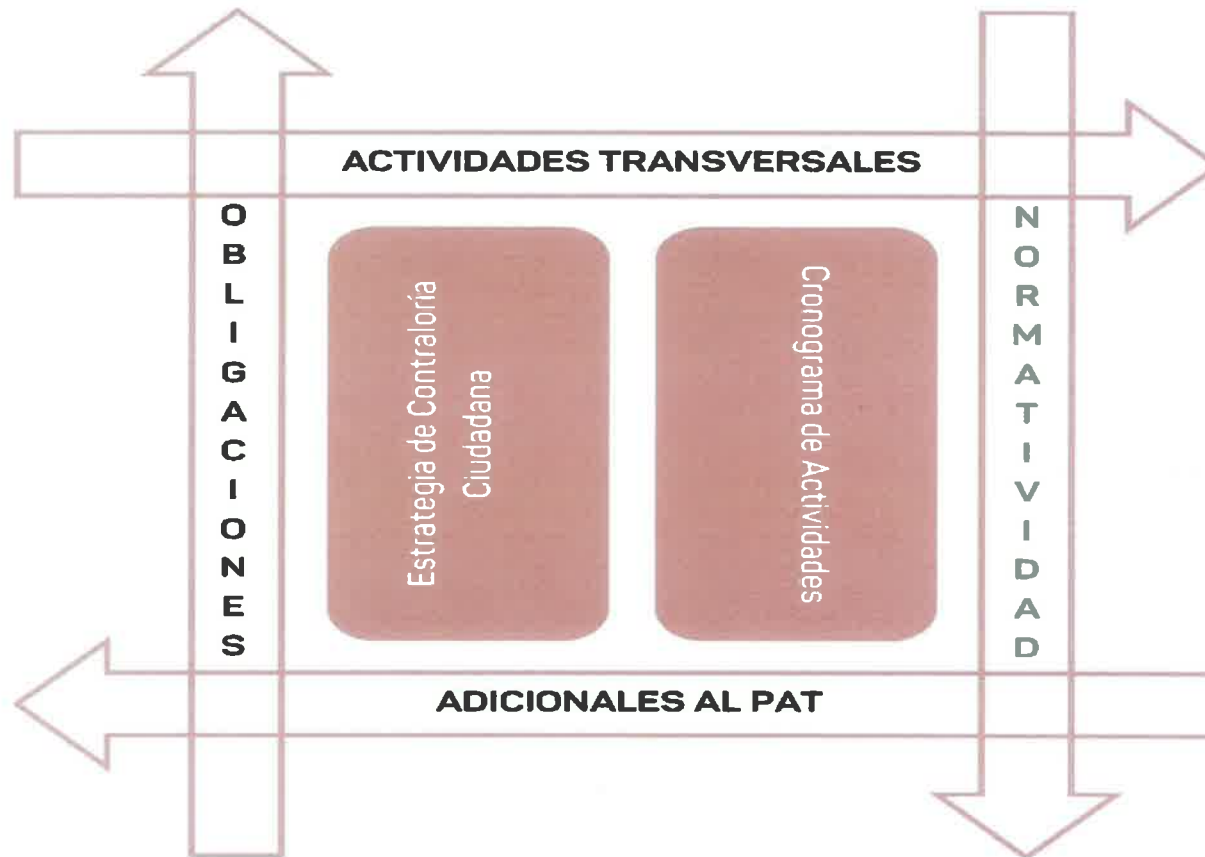 ACTIVIDADES TRANSVERSALES
OBLIGACIONES
Estrategia de Contraloría
Ciudadana
Cronograma de Actividades
NORMATIVIDAD
ADICIONALES AL PAT